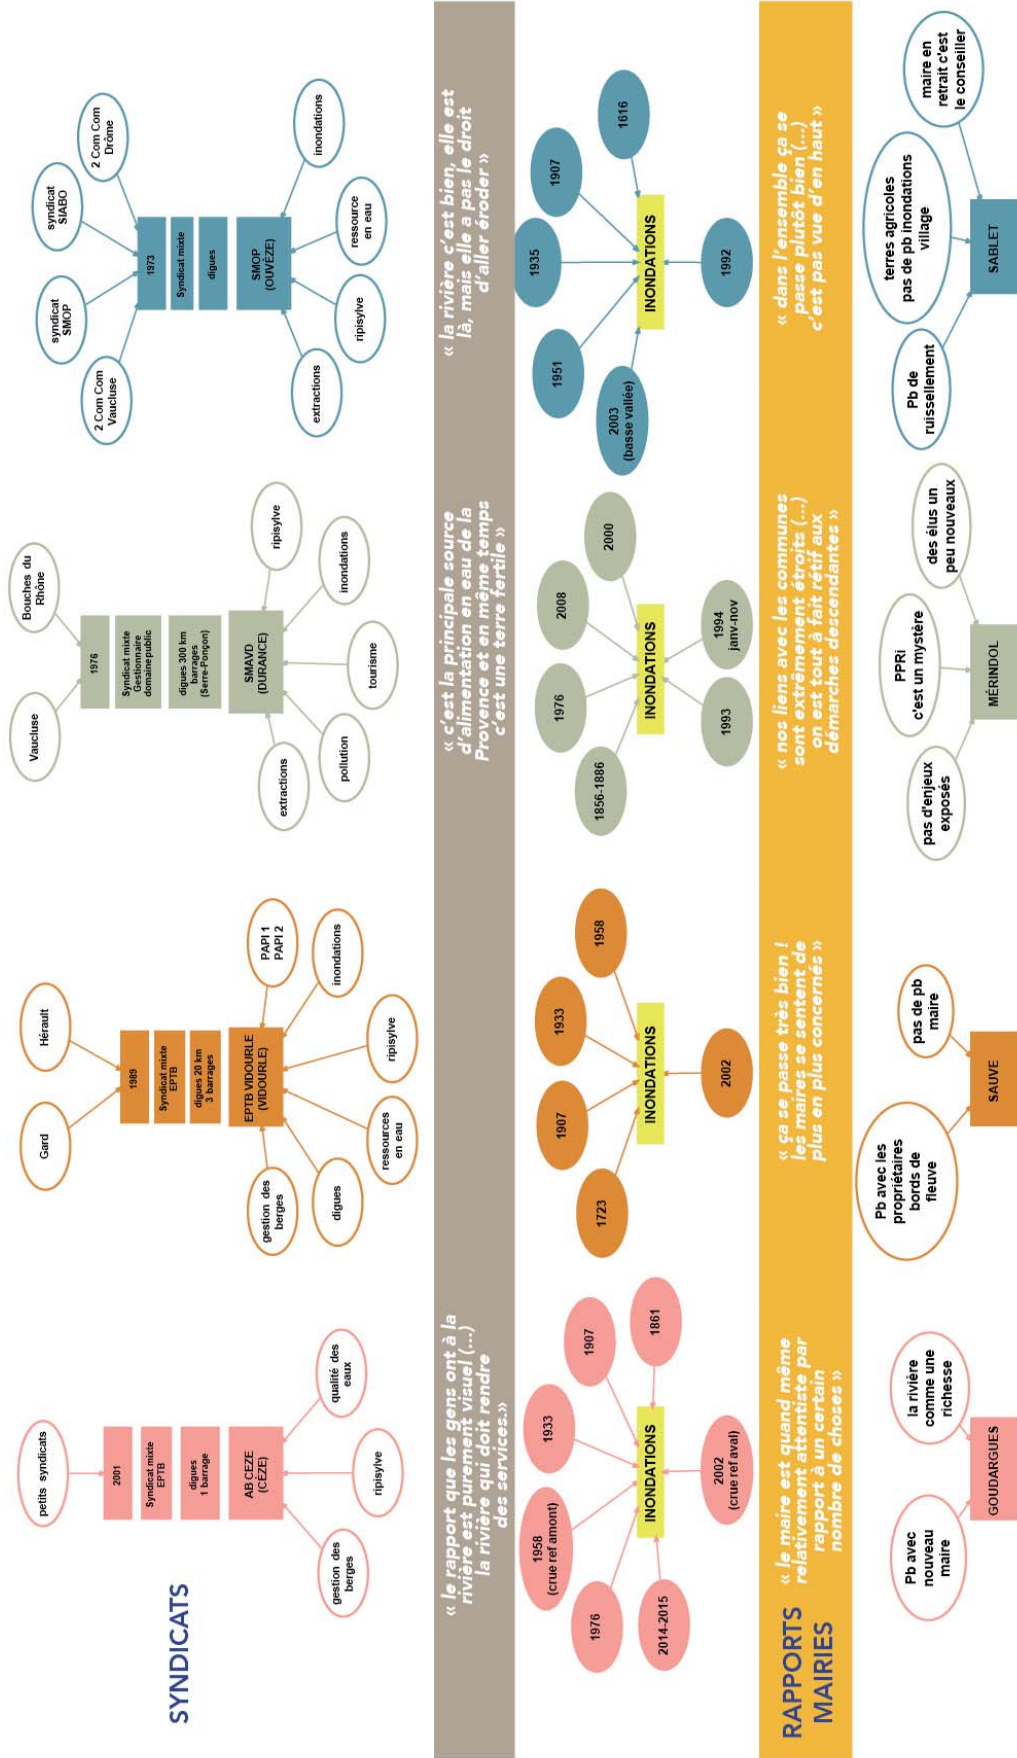 SYNDICATS
petits syndicats
2001
Syndicat mixte
EPTB
digues
1 barrage
AB CEZE
(CÈZE)
gestion des
berges
ripisylve
qualité des
eaux
Gard
Hérault
1989
Syndicat mixte
EPTB
digues 20 km
3 barrages
EPTB VIDOURLE
(VIDOURLE)
gestion des
berges
digues
ressources
en eau
ripisylve
inondations
PAPI 1
PAPI 2
Vaucluse
Bouches du
Rhône
1976
Syndicat mixte
Gestionnaire
domaine public
digues 300 km
barrages
(Serre-Ponçon)
SMAVD
(DURANCE)
extractions
pollution
tourisme
inondations
ripisylve
2 Com Com
Vaucluse
syndicat
SMOP
syndicat
SIABO
2 Com Com
Drôme
1973
Syndicat mixte
digues
SMOP
(OUVÈZE)
extractions
ripisylve
ressource
en eau
inondations
« le rapport que les gens ont à la
rivière est purement visuel (...)
la rivière qui doit rendre
des services.»
« c'est la principale source
d'alimentation en eau de la
Provence et en même temps
c'est une terre fertile »
« la rivière c'est bien, elle est
là, mais elle a pas le droit
d'aller éroder »
1976
1958
(crue ref amont)
1933
1907
1861
INONDATIONS
2014-2015
2002
(crue ref aval)
1723
1907
1933
1958
INONDATIONS
2002
1856-1886
1976
2008
2000
INONDATIONS
1993
1994
janv-nov
2003
(basse vallée)
1951
1935
1907
1616
INONDATIONS
1992
RAPPORTS
MAIRIES
« le maire est quand même
relativement attentiste par
rapport à un certain
nombre de choses »
« ça se passe très bien !
les maires se sentent de
plus en plus concernés »
« nos liens avec les communes
sont extrêmement étroits (...)
on est tout à fait rétif aux
démarches descendantes »
« dans l'ensemble ça se
passe plutôt bien (...)
c'est pas vue d'en haut »
Pb avec
nouveau
maire
la rivière
comme une
richesse
GOUDARGUES
Pb avec les
propriétaires
bords de
fleuve
pas de pb
maire
SAUVE
pas d'enjeux
exposés
PPRi
c'est un mystère
des élus un
peu nouveaux
MÉRINDOL
Pb de
ruissellement
terres agricoles
pas de pb inondations
village
maire en
retrait c'est
le conseiller
SABLET